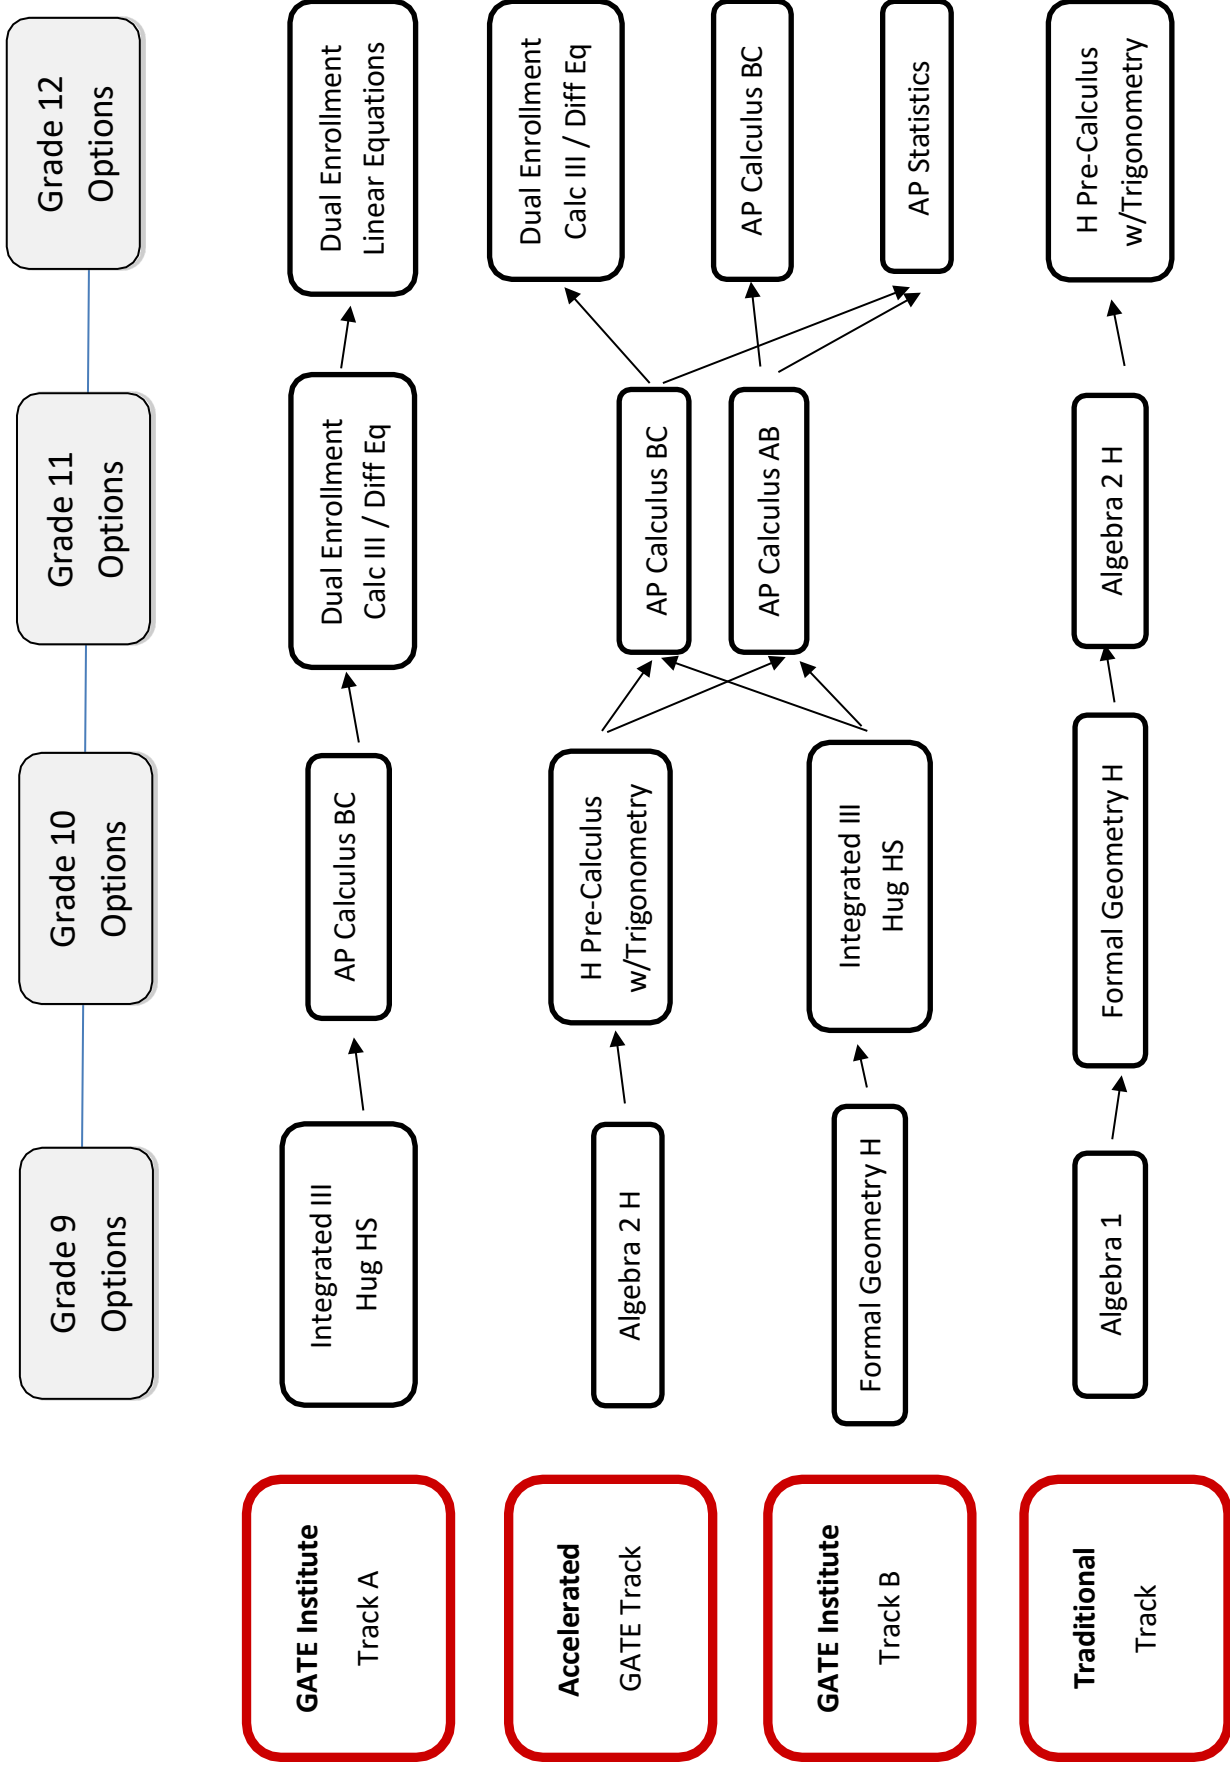 Grade 9
Options
Grade 10
Options
Grade 11
Options
Grade 12
Options
GATE Institute
Track A
Integrated III
Hug HS
AP Calculus BC
Dual Enrollment
Calc III / Diff Eq
Dual Enrollment
Linear Equations
Accelerated
GATE Track
Algebra 2 H
H Pre-Calculus
w/Trigonometry
AP Calculus BC
Dual Enrollment
Calc III / Diff Eq
AP Calculus AB
AP Calculus BC
GATE Institute
Track B
Formal Geometry H
Integrated III
Hug HS
AP Statistics
Traditional
Track
Algebra 1
Formal Geometry H
Algebra 2 H
H Pre-Calculus
w/Trigonometry